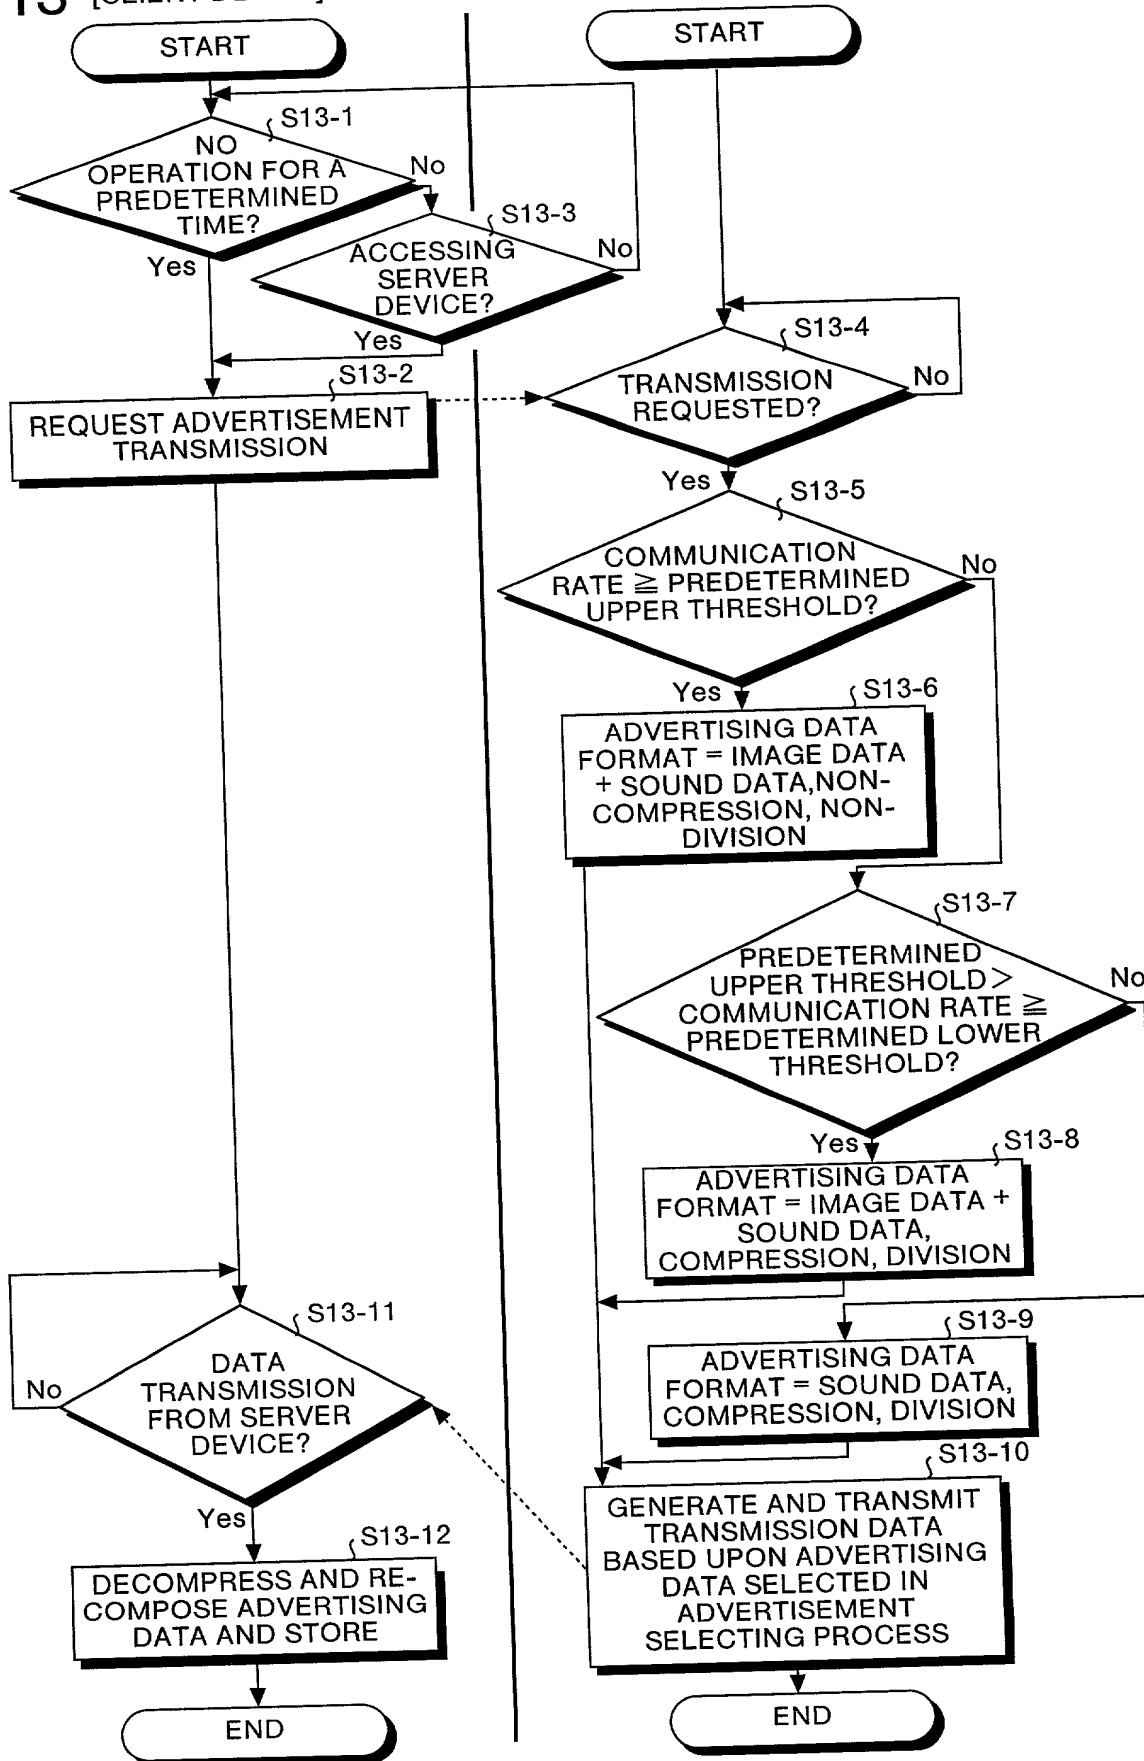 13
START
S13-1
NO
OPERATION FOR A
PREDETERMINED
TIME?
No
Yes
S13-3
ACCESSING
SERVER
DEVICE?
No
Yes
S13-2
REQUEST ADVERTISEMENT
TRANSMISSION
S13-11
DATA
TRANSMISSION
FROM SERVER
DEVICE?
No
Yes
S13-12
DECOMPRESS AND RE-
COMPOSE ADVERTISING
DATA AND STORE
END
START
S13-4
TRANSMISSION
REQUESTED?
No
Yes
S13-5
COMMUNICATION
RATE ≧ PREDETERMINED
UPPER THRESHOLD?
No
Yes
S13-6
ADVERTISING DATA
FORMAT = IMAGE DATA
+ SOUND DATA,NON-
COMPRESSION, NON-
DIVISION
S13-7
PREDETERMINED
UPPER THRESHOLD>
COMMUNICATION RATE ≧
PREDETERMINED LOWER
THRESHOLD?
No
Yes
S13-8
ADVERTISING DATA
FORMAT = IMAGE DATA +
SOUND DATA,
COMPRESSION, DIVISION
S13-9
ADVERTISING DATA
FORMAT = SOUND DATA,
COMPRESSION, DIVISION
S13-10
GENERATE AND TRANSMIT
TRANSMISSION DATA
BASED UPON ADVERTISING
DATA SELECTED IN
ADVERTISEMENT
SELECTING PROCESS
END